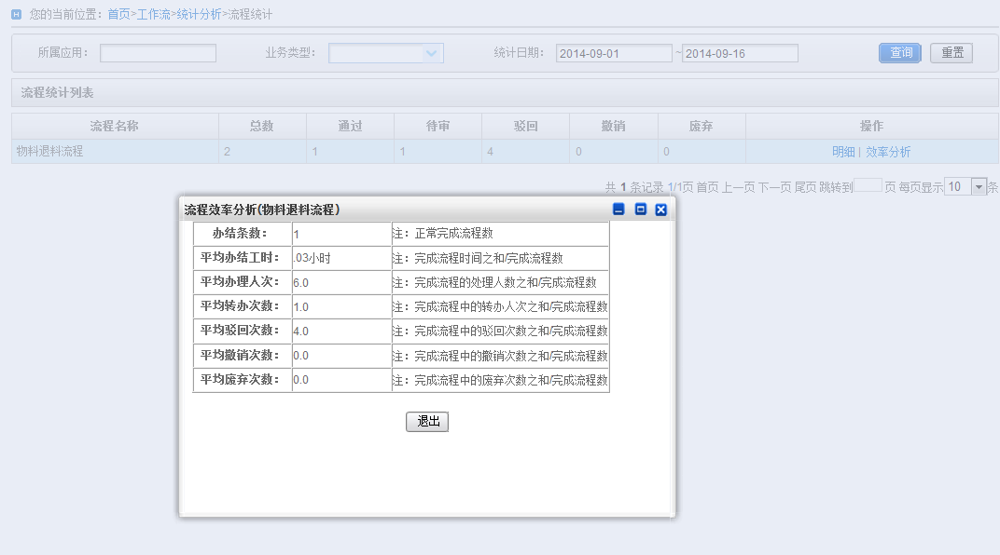 您的当前位置：首页>工作流>统计分析>流程统计
所属应用： 业务类型： 统计日期： 2014-09-01 ~ 2014-09-16 查询 重置
流程统计列表
流程名称 总数 通过 待审 驳回 撤销 废弃 操作
物料退料流程 2 1 1 4 0 0 明细 | 效率分析
共 1 条记录 1/1页 首页 上一页 下一页 尾页 跳转到 页 每页显示 10 条
流程效率分析(物料退料流程)
办结条数： 1 注：正常完成流程数
平均办结工时： .03小时 注：完成流程时间之和/完成流程数
平均办理人次： 6.0 注：完成流程的处理人数之和/完成流程数
平均转办次数： 1.0 注：完成流程中的转办人次之和/完成流程数
平均驳回次数： 4.0 注：完成流程中的驳回次数之和/完成流程数
平均撤销次数： 0.0 注：完成流程中的撤销次数之和/完成流程数
平均废弃次数： 0.0 注：完成流程中的废弃次数之和/完成流程数
退出